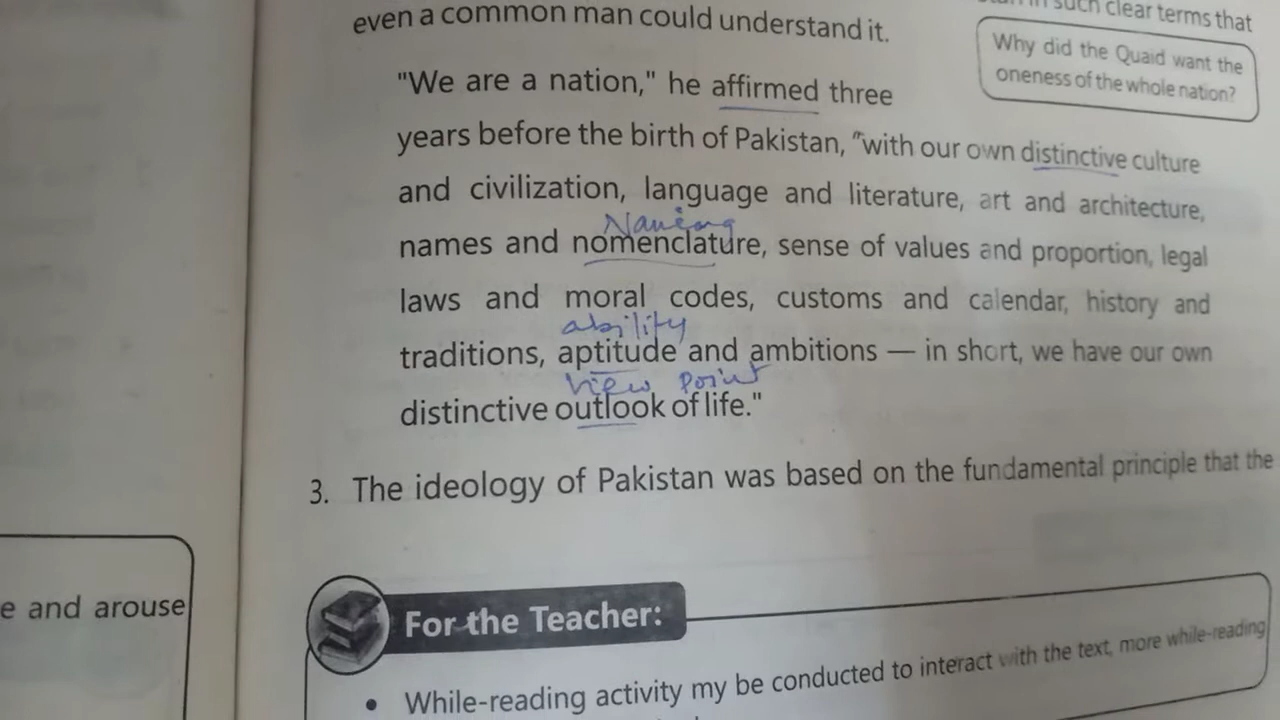 such clear terms that
even a common man could understand it.
Why did the Quaid want the
oneness of the whole nation?
"We are a nation," he affirmed three
years before the birth of Pakistan, "with our own distinctive culture
and civilization, language and literature, art and architecture,
Naming
names and nomenclature, sense of values and proportion, legal
laws and moral codes, customs and calendar, history and
ability
traditions, aptitude and ambitions — in short, we have our own
view point
distinctive outlook of life."
3. The ideology of Pakistan was based on the fundamental principle that the
e and arouse
For the Teacher:
• While-reading activity my be conducted to interact with the text, more while-reading